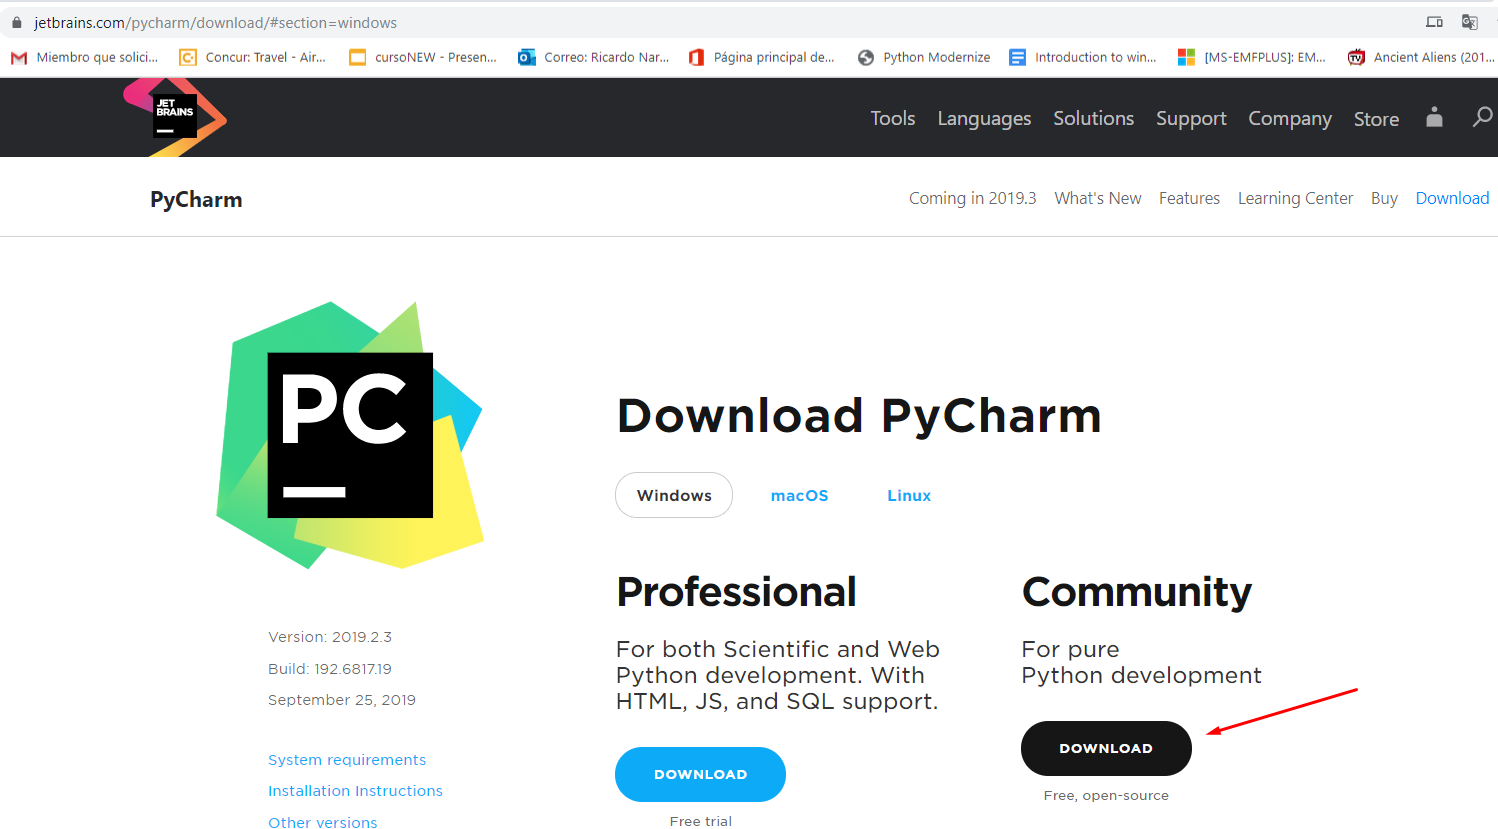 jetbrains.com/pycharm/download/#section=windows
Miembro que solici... Concur: Travel - Air... cursoNEW - Presen... Correo: Ricardo Nar... Página principal de... Python Modernize Introduction to win... [MS-EMFPLUS]: EM... Ancient Aliens (201...
JET
BRAINS
Tools Languages Solutions Support Company Store
PyCharm
Coming in 2019.3 What's New Features Learning Center Buy Download
PC
Download PyCharm
Windows macOS Linux
Professional
For both Scientific and Web
Python development. With
HTML, JS, and SQL support.
DOWNLOAD
Free trial
Community
For pure
Python development
DOWNLOAD
Free, open-source
Version: 2019.2.3
Build: 192.6817.19
September 25, 2019
System requirements
Installation Instructions
Other versions